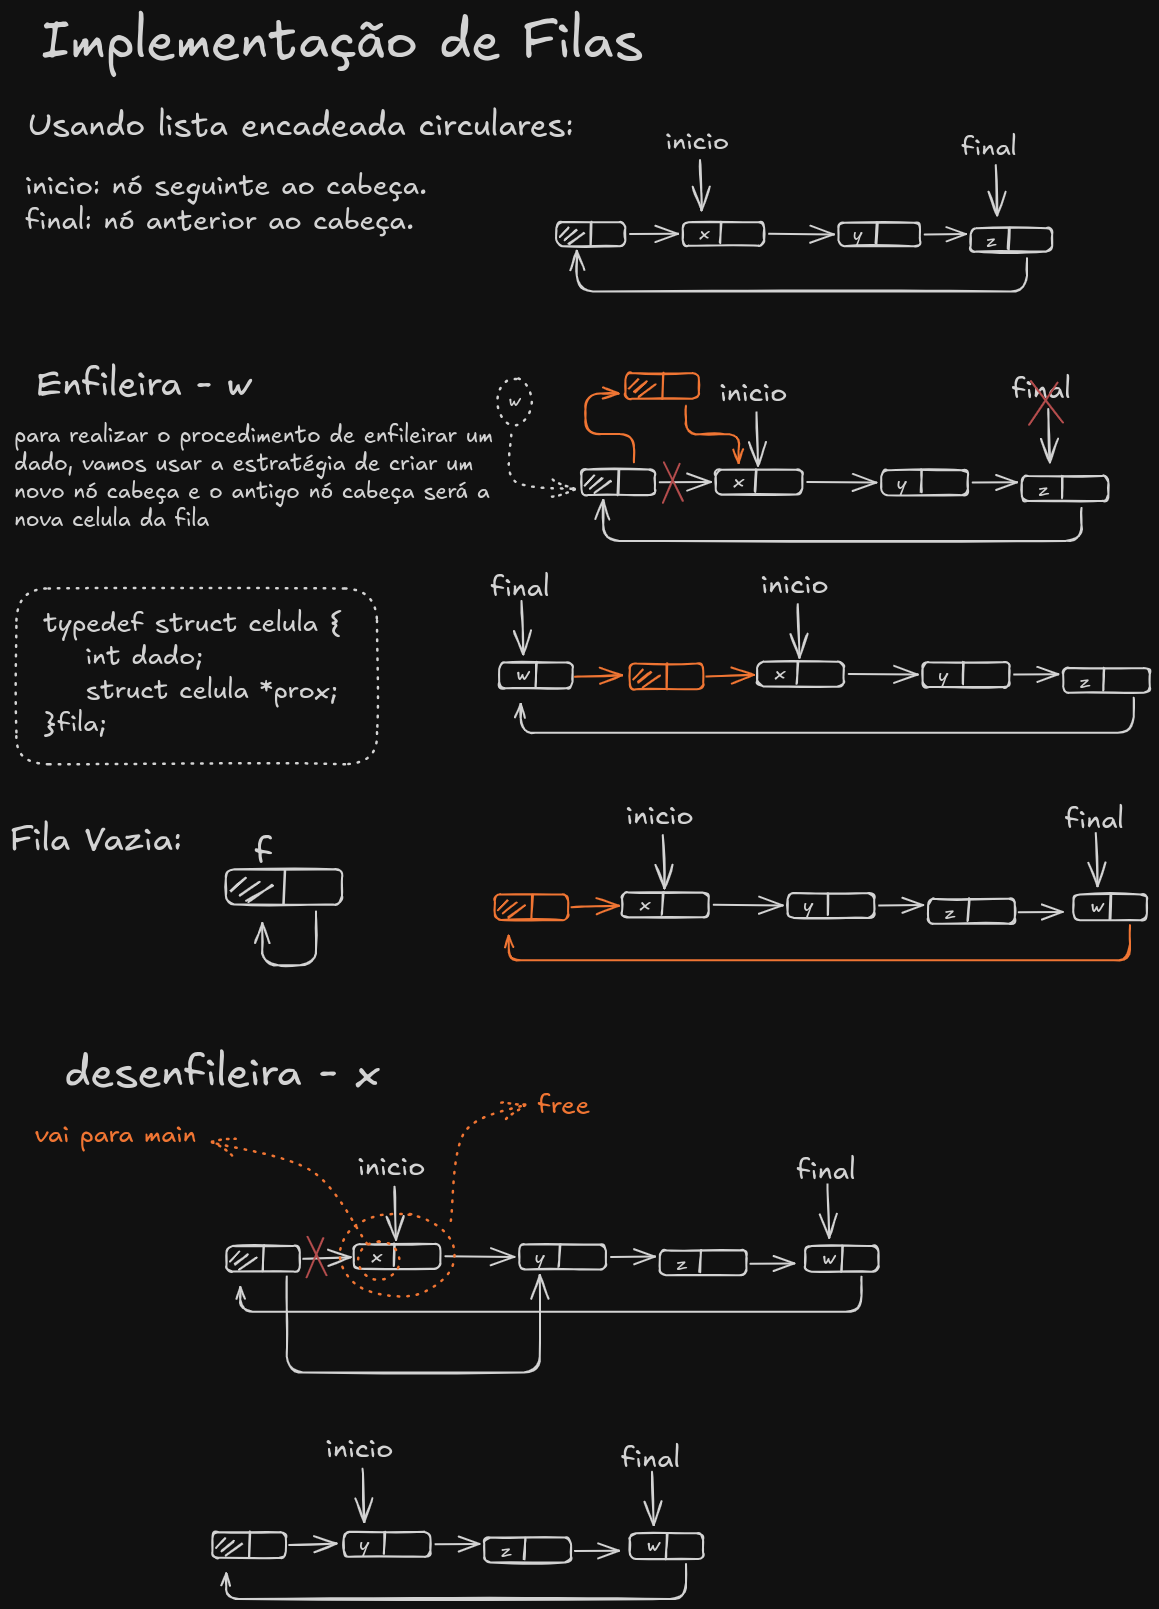 Implementação de Filas
Usando lista encadeada circulares:
inicio: nó seguinte ao cabeça.
final: nó anterior ao cabeça.
inicio
final
x
y
z
Enfileira - w
para realizar o procedimento de enfileirar um
dado, vamos usar a estratégia de criar um
novo nó cabeça e o antigo nó cabeça será a
nova celula da fila
w
inicio
final
x
y
z
typedef struct celula {
int dado;
struct celula *prox;
}fila;
final
inicio
w
x
y
z
Fila Vazia:
f
inicio
final
x
y
z
w
desenfileira - x
vai para main
free
inicio
final
x
y
z
w
inicio
final
y
z
w